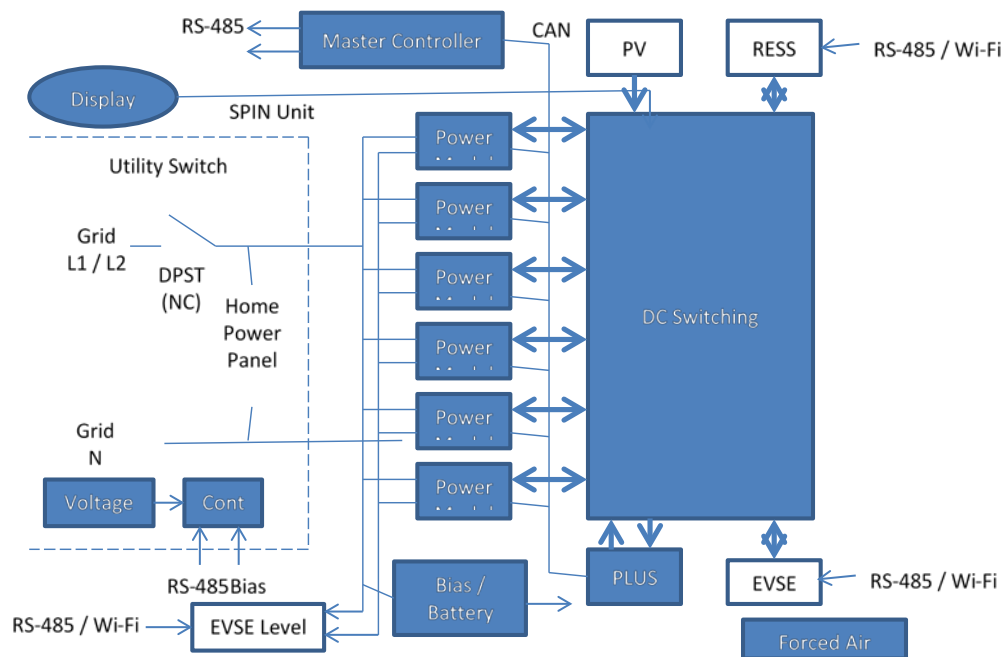 RS-485
Master Controller
CAN
PV
RESS
RS-485 / Wi-Fi
Display
SPIN Unit
Utility Switch
Power
Power
Power
Power
Power
Power
Grid
L1 / L2
DPST
(NC)
Home
Power
Panel
DC Switching
Grid
N
Voltage
Cont
RS-485
Bias
RS-485 / Wi-Fi
EVSE Level
Bias /
Battery
PLUS
EVSE
RS-485 / Wi-Fi
Forced Air